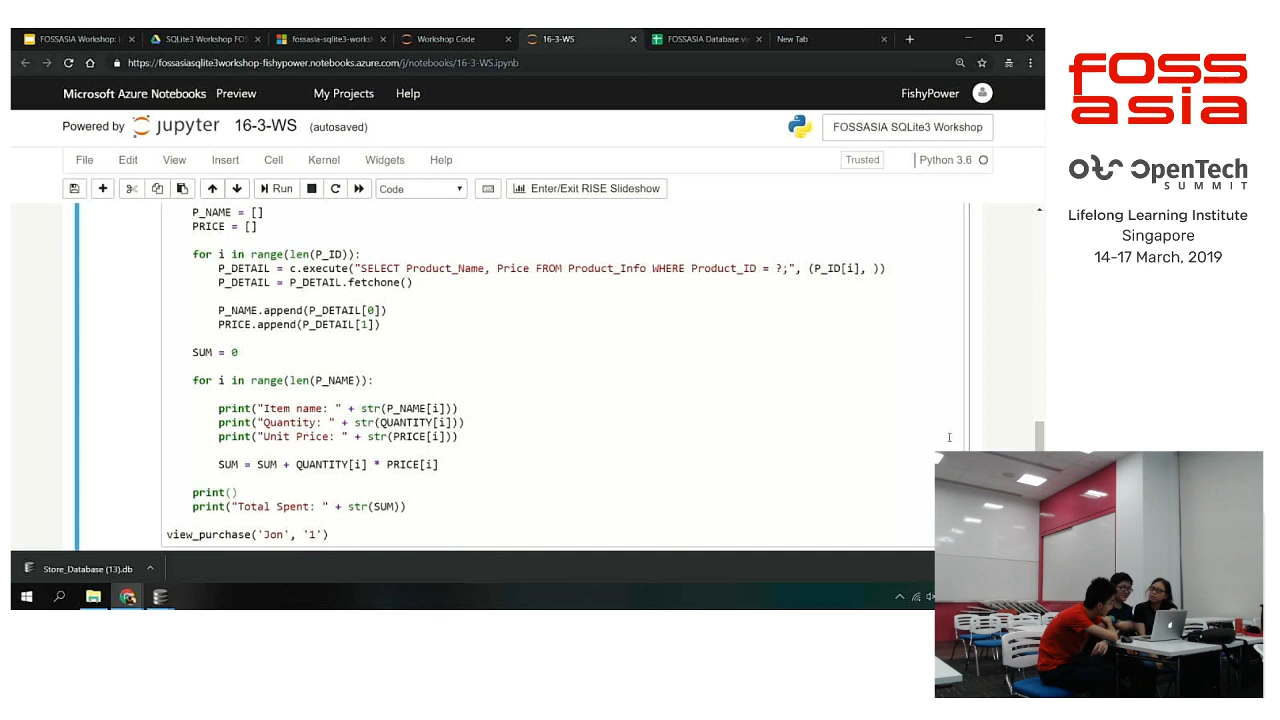 FOSSASIA Workshop: I
SQLite3 Workshop FOS
fossasia-sqlite3-works
Workshop Code
16-3-WS
FOSSASIA Database vi
New Tab
https://fossasiasqlite3workshop-fishypower.notebooks.azure.com/j/notebooks/16-3-WS.ipynb
Microsoft Azure Notebooks Preview My Projects Help FishyPower
Powered by jupyter 16-3-WS (autosaved) FOSSASIA SQLite3 Workshop
File Edit View Insert Cell Kernel Widgets Help Trusted Python 3.6
Run Code Enter/Exit RISE Slideshow
P_NAME = []
PRICE = []
for i in range(len(P_ID)):
P_DETAIL = c.execute("SELECT Product_Name, Price FROM Product_Info WHERE Product_ID = ?;", (P_ID[i], ))
P_DETAIL = P_DETAIL.fetchone()
P_NAME.append(P_DETAIL[0])
PRICE.append(P_DETAIL[1])
SUM = 0
for i in range(len(P_NAME)):
print("Item name: " + str(P_NAME[i]))
print("Quantity: " + str(QUANTITY[i]))
print("Unit Price: " + str(PRICE[i]))
SUM = SUM + QUANTITY[i] * PRICE[i]
print()
print("Total Spent: " + str(SUM))
view_purchase('Jon', '1')
Store_Database (13).db
FOSS
ASIA
OpenTech
SUMMIT
Lifelong Learning Institute
Singapore
14-17 March, 2019